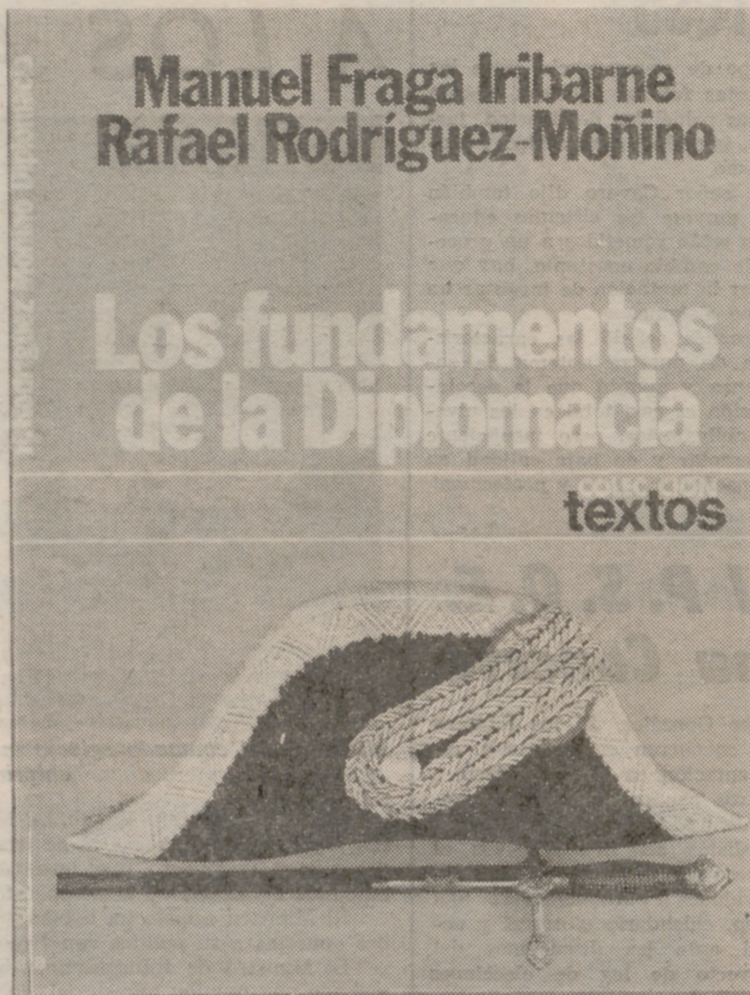 Manuel Fraga Iribarne
Rafael Rodríguez-Moñino
Los fundamentos
de la Diplomacia
COLECCION
textos